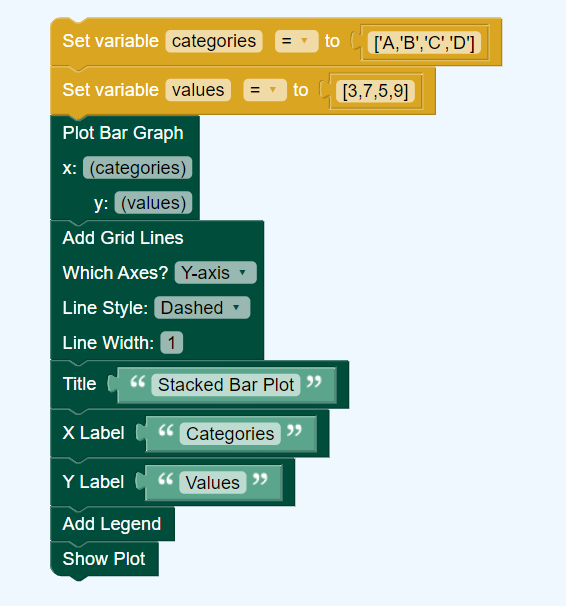 Set variable categories = to ['A,'B','C','D']
Set variable values = to [3,7,5,9]
Plot Bar Graph
x: (categories)
y: (values)
Add Grid Lines
Which Axes? Y-axis
Line Style: Dashed
Line Width: 1
Title “ Stacked Bar Plot ”
X Label “ Categories ”
Y Label “ Values ”
Add Legend
Show Plot